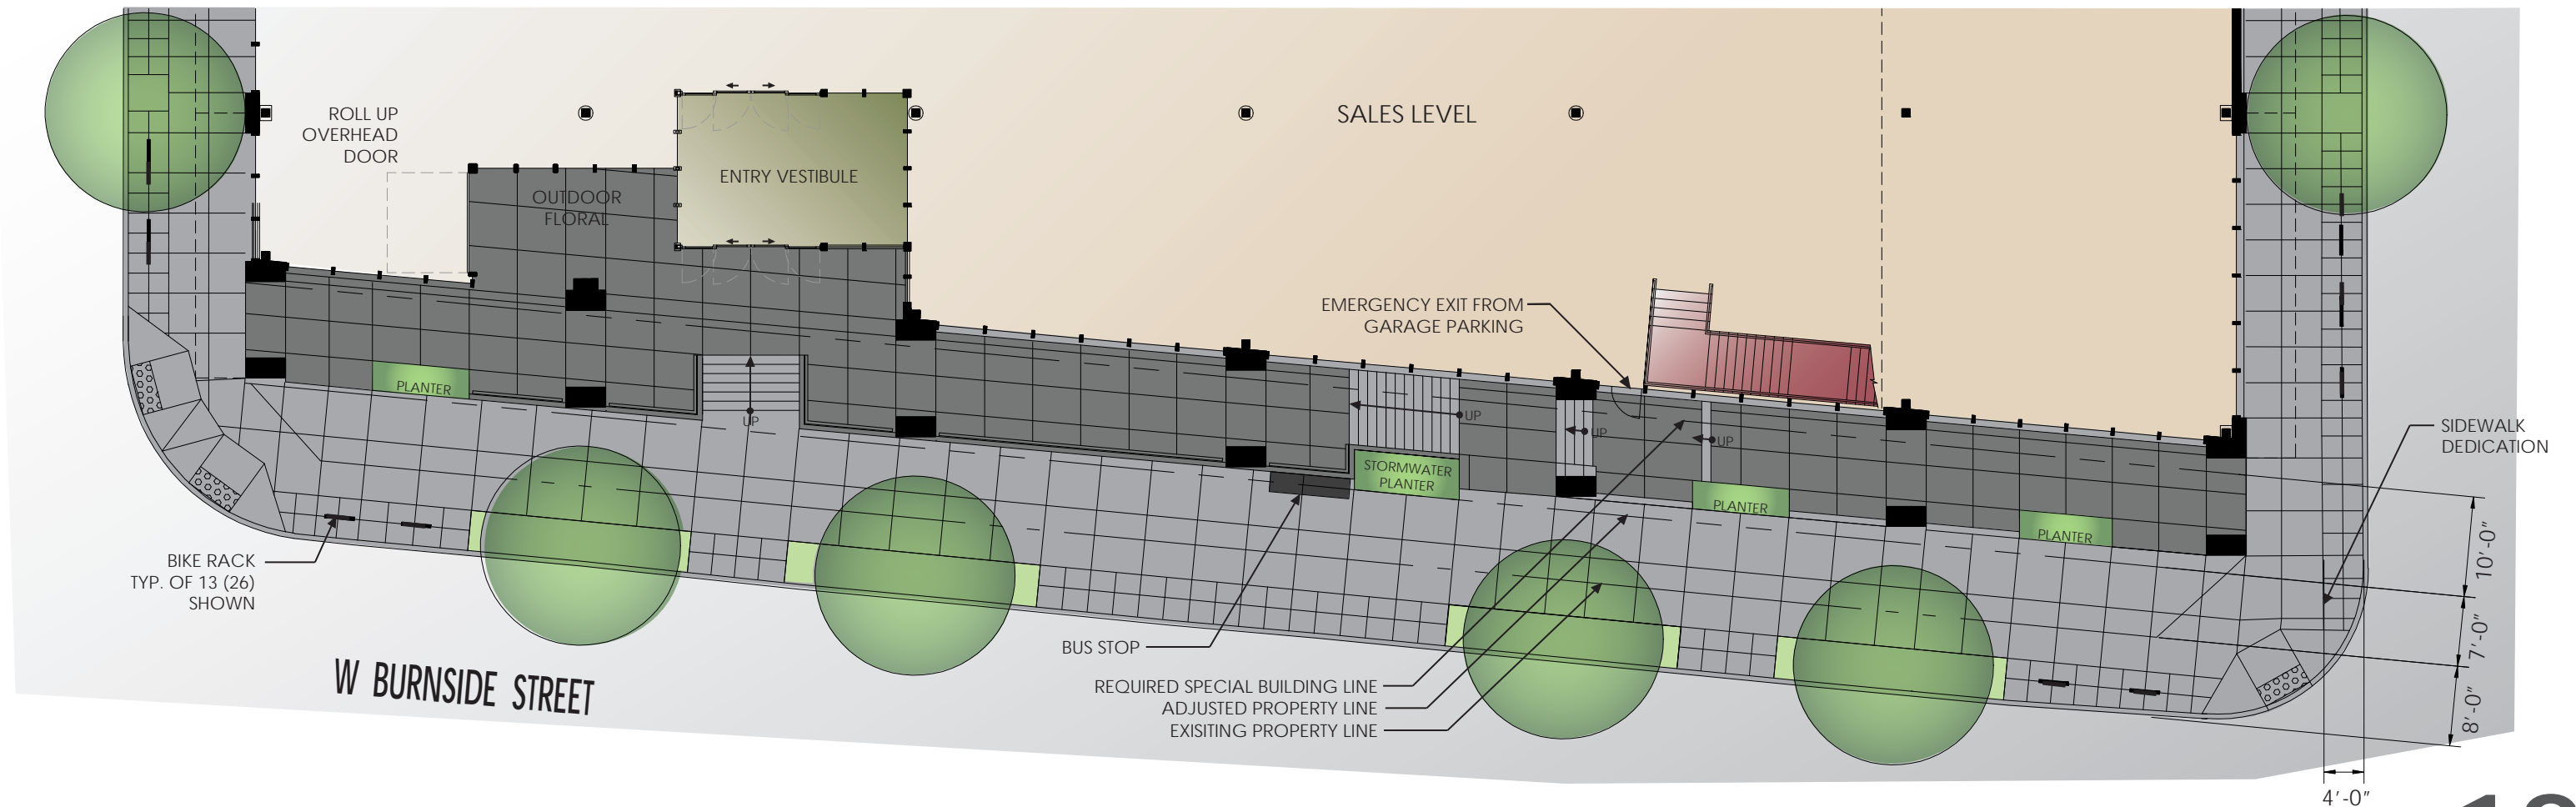 ROLL UP
OVERHEAD
DOOR
SALES LEVEL
ENTRY VESTIBULE
OUTDOOR
FLORAL
EMERGENCY EXIT FROM
GARAGE PARKING
PLANTER
UP
UP
UP
UP
SIDEWALK
DEDICATION
STORMWATER
PLANTER
PLANTER
PLANTER
BIKE RACK
TYP. OF 13 (26)
SHOWN
BUS STOP
REQUIRED SPECIAL BUILDING LINE
ADJUSTED PROPERTY LINE
EXISITING PROPERTY LINE
W BURNSIDE STREET
10'-0"
7'-0"
8'-0"
4'-0"